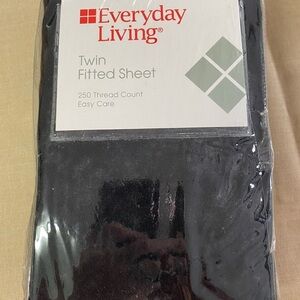 Everyday
Living®
Twin
Fitted Sheet
250 Thread Count
Easy Care